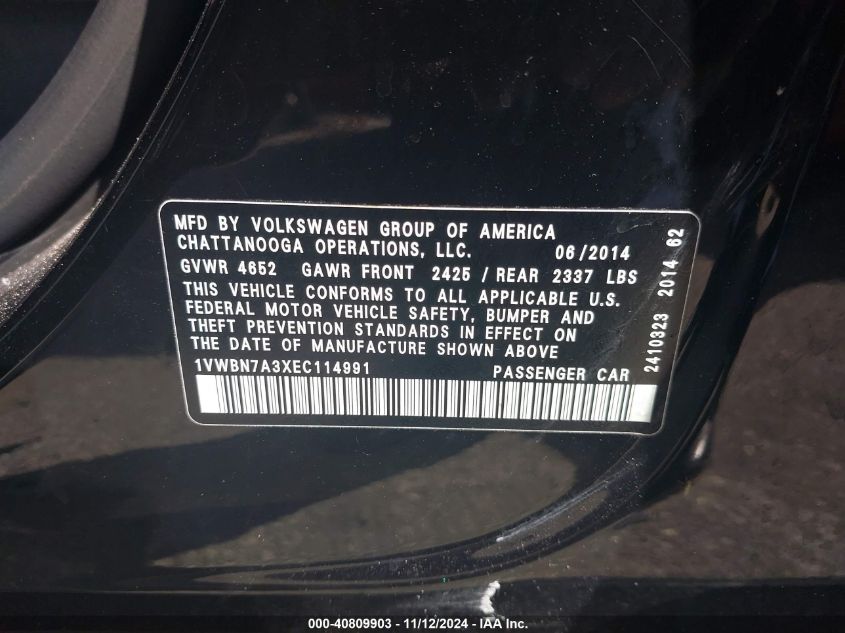 MFD BY VOLKSWAGEN GROUP OF AMERICA
CHATTANOOGA OPERATIONS, LLC. 06/2014
GVWR 4652 GAWR FRONT 2425 / REAR 2337 LBS
THIS VEHICLE CONFORMS TO ALL APPLICABLE U.S.
FEDERAL MOTOR VEHICLE SAFETY, BUMPER AND
THEFT PREVENTION STANDARDS IN EFFECT ON
THE DATE OF MANUFACTURE SHOWN ABOVE
1VWBN7A3XEC114991 PASSENGER CAR
2410323 2014 62
000-40809903 - 11/12/2024 - IAW Inc.